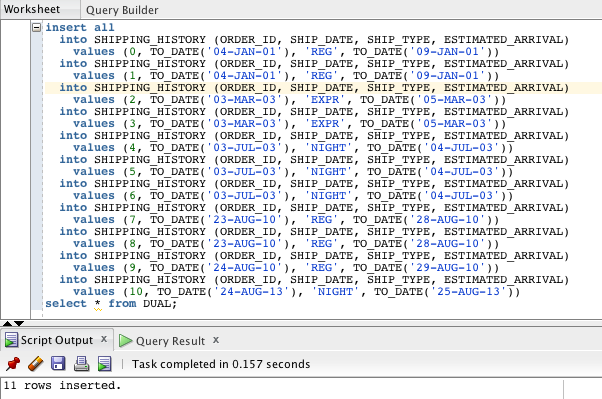 Worksheet Query Builder
insert all
into SHIPPING_HISTORY (ORDER_ID, SHIP_DATE, SHIP_TYPE, ESTIMATED_ARRIVAL)
values (0, TO_DATE('04-JAN-01'), 'REG', TO_DATE('09-JAN-01'))
into SHIPPING_HISTORY (ORDER_ID, SHIP_DATE, SHIP_TYPE, ESTIMATED_ARRIVAL)
values (1, TO_DATE('04-JAN-01'), 'REG', TO_DATE('09-JAN-01'))
into SHIPPING_HISTORY (ORDER_ID, SHIP_DATE, SHIP_TYPE, ESTIMATED_ARRIVAL)
values (2, TO_DATE('03-MAR-03'), 'EXPR', TO_DATE('05-MAR-03'))
into SHIPPING_HISTORY (ORDER_ID, SHIP_DATE, SHIP_TYPE, ESTIMATED_ARRIVAL)
values (3, TO_DATE('03-MAR-03'), 'EXPR', TO_DATE('05-MAR-03'))
into SHIPPING_HISTORY (ORDER_ID, SHIP_DATE, SHIP_TYPE, ESTIMATED_ARRIVAL)
values (4, TO_DATE('03-JUL-03'), 'NIGHT', TO_DATE('04-JUL-03'))
into SHIPPING_HISTORY (ORDER_ID, SHIP_DATE, SHIP_TYPE, ESTIMATED_ARRIVAL)
values (5, TO_DATE('03-JUL-03'), 'NIGHT', TO_DATE('04-JUL-03'))
into SHIPPING_HISTORY (ORDER_ID, SHIP_DATE, SHIP_TYPE, ESTIMATED_ARRIVAL)
values (6, TO_DATE('03-JUL-03'), 'NIGHT', TO_DATE('04-JUL-03'))
into SHIPPING_HISTORY (ORDER_ID, SHIP_DATE, SHIP_TYPE, ESTIMATED_ARRIVAL)
values (7, TO_DATE('23-AUG-10'), 'REG', TO_DATE('28-AUG-10'))
into SHIPPING_HISTORY (ORDER_ID, SHIP_DATE, SHIP_TYPE, ESTIMATED_ARRIVAL)
values (8, TO_DATE('23-AUG-10'), 'REG', TO_DATE('28-AUG-10'))
into SHIPPING_HISTORY (ORDER_ID, SHIP_DATE, SHIP_TYPE, ESTIMATED_ARRIVAL)
values (9, TO_DATE('24-AUG-10'), 'REG', TO_DATE('29-AUG-10'))
into SHIPPING_HISTORY (ORDER_ID, SHIP_DATE, SHIP_TYPE, ESTIMATED_ARRIVAL)
values (10, TO_DATE('24-AUG-13'), 'NIGHT', TO_DATE('25-AUG-13'))
select * from DUAL;
Script Output x Query Result x
Task completed in 0.157 seconds
11 rows inserted.